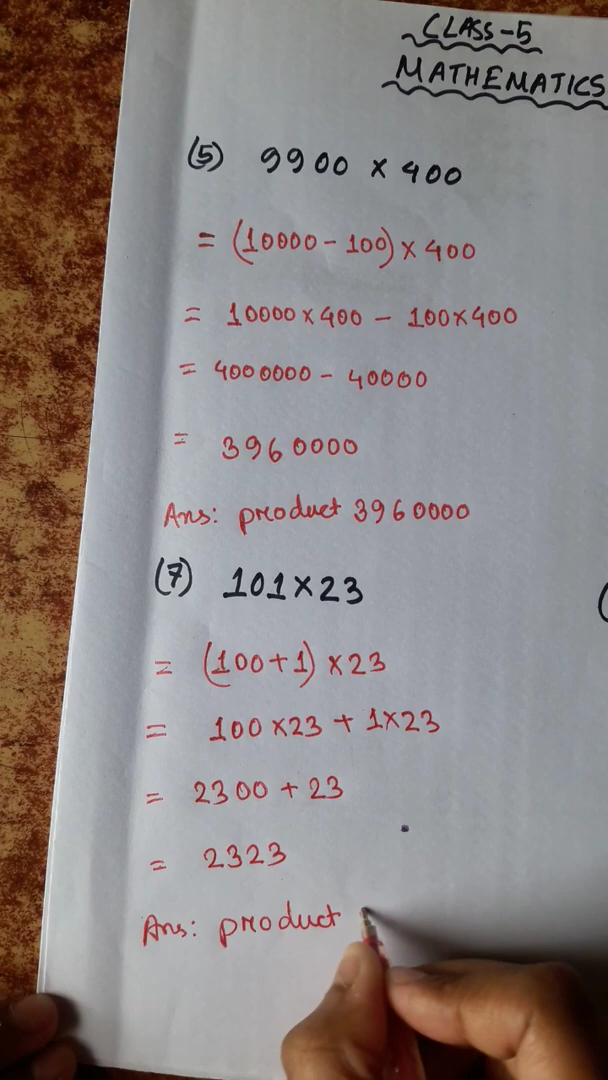 CLASS-5
MATHEMATICS
(5) 9900 × 400
= (10000 - 100) × 400
= 10000 × 400 - 100×400
= 4000000 - 40000
= 3960000
Ans: product 3960000
(7) 101×23
= (100+1) ×23
= 100 ×23 + 1×23
= 2300 + 23
= 2323
Ans: product
(